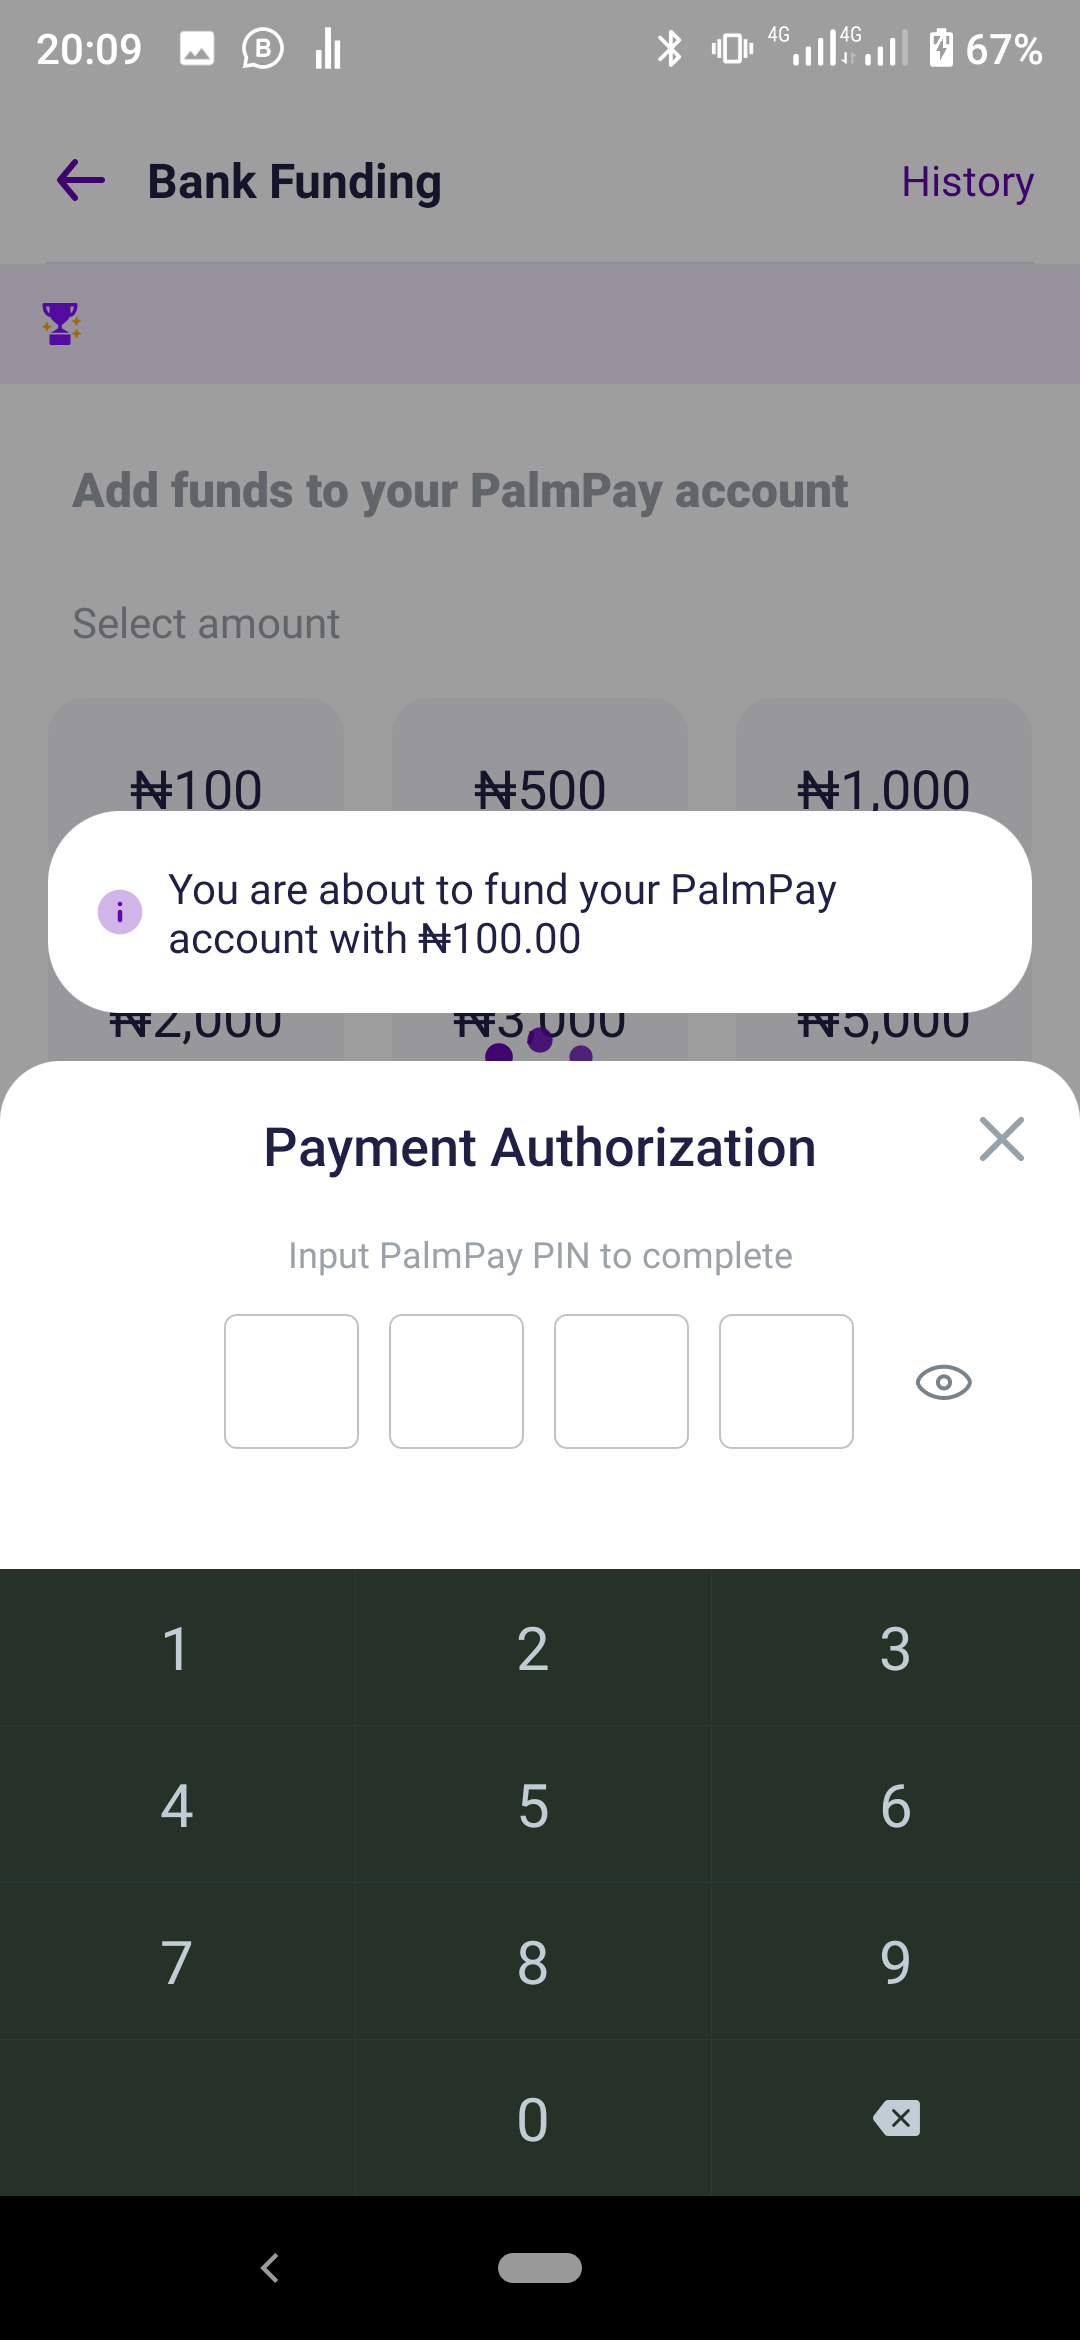 20:09 B 4G 4G 67%
Bank Funding History
Add funds to your PalmPay account
Select amount
₦100 ₦500 ₦1,000
You are about to fund your PalmPay
account with ₦100.00
₦2,000 ₦3,000 ₦5,000
Payment Authorization
Input PalmPay PIN to complete
1 2 3
4 5 6
7 8 9
0